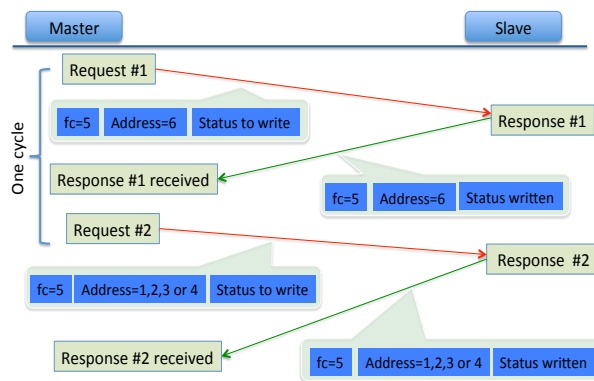 Master
Slave
Request #1
fc=5 Address=6 Status to write
Response #1
One cycle
Response #1 received
fc=5 Address=6 Status written
Request #2
Response #2
fc=5 Address=1,2,3 or 4 Status to write
Response #2 received
fc=5 Address=1,2,3 or 4 Status written